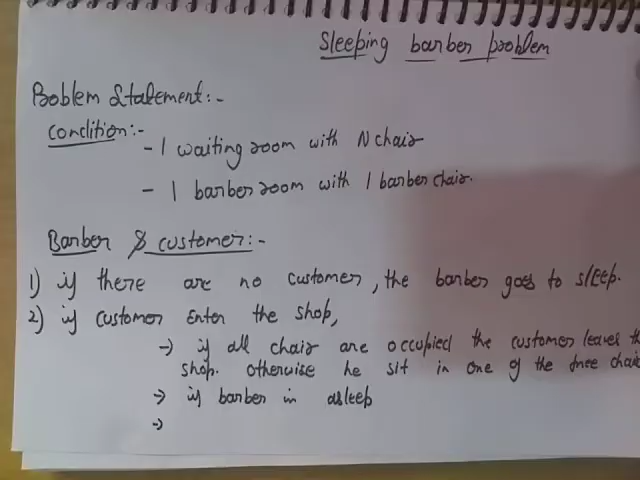 Sleeping barber problem
Problem Statement:-
Condition:-
- 1 waiting room with N chair
- 1 barber room with 1 barber chair.
Barber & customer:-
1) if there are no customer, the barber goes to sleep.
2) if customer Enter the shop,
→ if all chair are occupied the customer leaves th
shop. otherwise he sit in one of the free chair
→ if barber in asleep
→